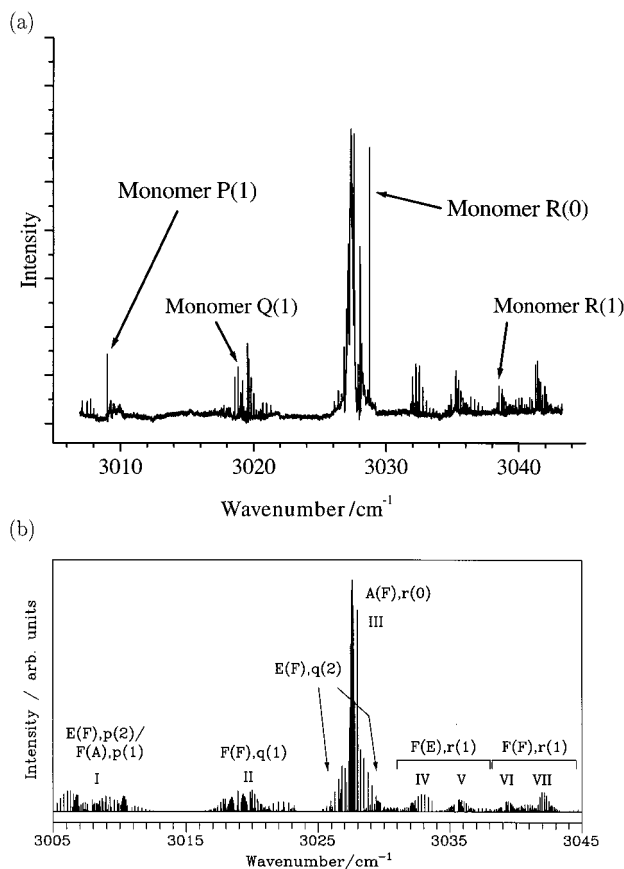 (a)
Monomer P(1)
Monomer R(0)
Monomer Q(1)
Monomer R(1)
Intensity
3010 3020 3030 3040
Wavenumber/cm⁻¹
(b)
A(F),r(0)
III
E(F),q(2)
E(F),p(2)/
F(A),p(1)
I
F(F),q(1)
II
F(E),r(1) F(F),r(1)
IV V VI VII
Intensity / arb. units
3005 3015 3025 3035 3045
Wavenumber/cm⁻¹